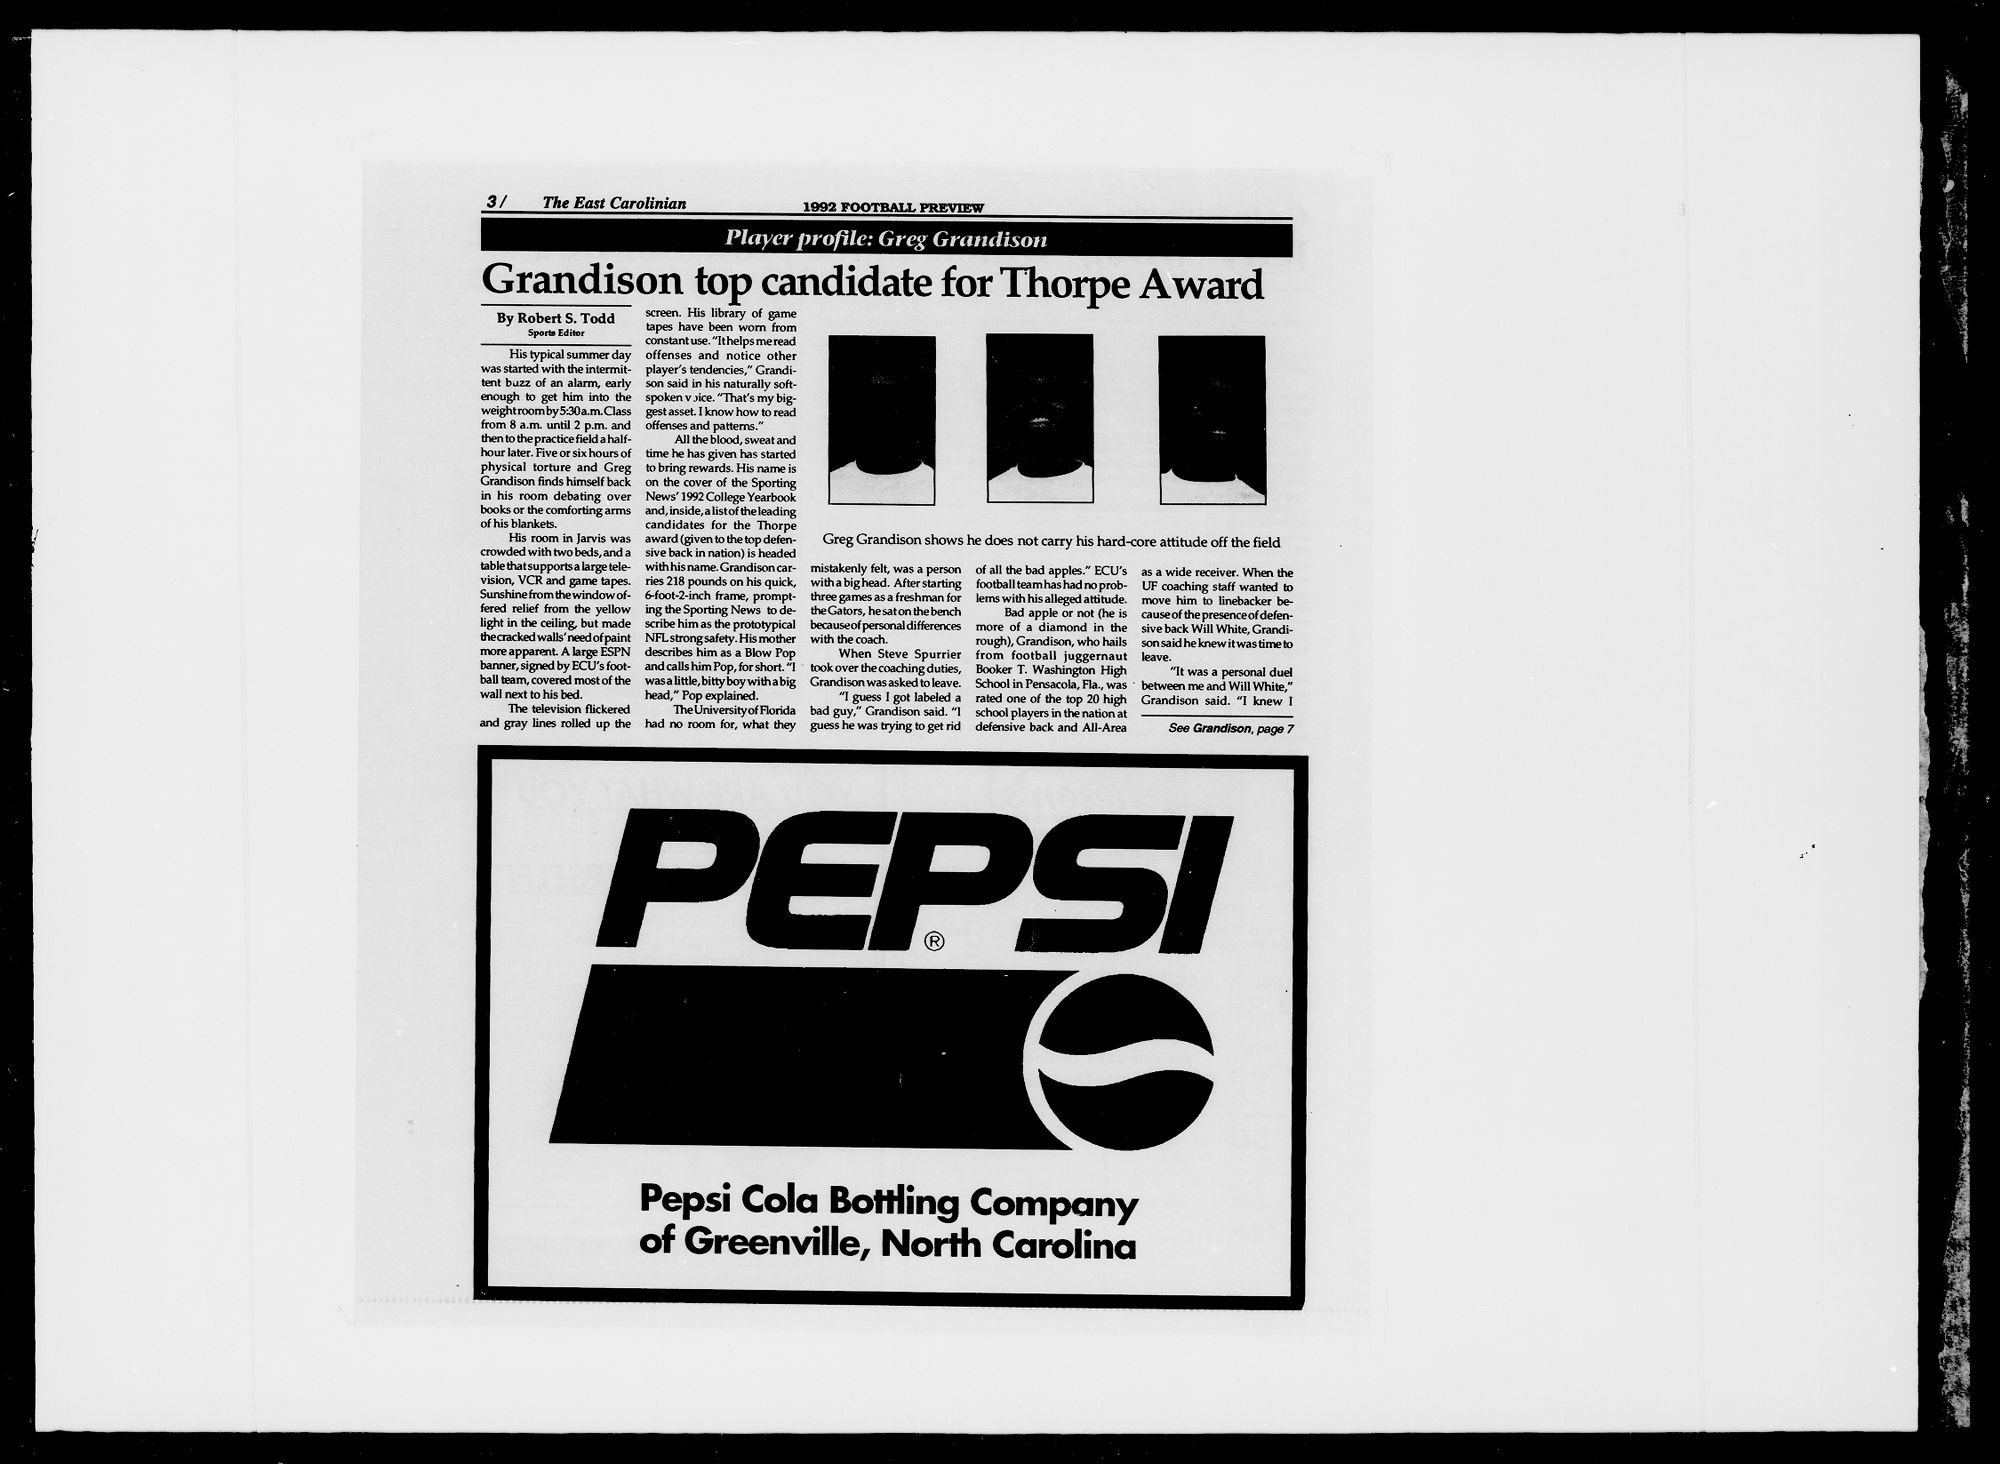 3/ The East Carolinian 1992 FOOTBALL PREVIEW
Player profile: Greg Grandison
Grandison top candidate for Thorpe Award
By Robert S. Todd
Sports Editor
His typical summer day
was started with the intermit-
tent buzz of an alarm, early
enough to get him into the
weight room by 5:30 a.m. Class
from 8 a.m. until 2 p.m. and
then to the practice field a half-
hour later. Five or six hours of
physical torture and Greg
Grandison finds himself back
in his room debating over
books or the comforting arms
of his blankets.
His room in Jarvis was
crowded with two beds, and a
table that supports a large tele-
vision, VCR and game tapes.
Sunshine from the window of-
fered relief from the yellow
light in the ceiling, but made
the cracked walls' need of paint
more apparent. A large ESPN
banner, signed by ECU's foot-
ball team, covered most of the
wall next to his bed.
The television flickered
and gray lines rolled up the
screen. His library of game
tapes have been worn from
constant use. "It helps me read
offenses and notice other
player's tendencies," Grandi-
son said in his naturally soft-
spoken voice. "That's my big-
gest asset. I know how to read
offenses and patterns."
All the blood, sweat and
time he has given has started
to bring rewards. His name is
on the cover of the Sporting
News' 1992 College Yearbook
and, inside, a list of the leading
candidates for the Thorpe
award (given to the top defen-
sive back in nation) is headed
with his name. Grandison car-
ries 218 pounds on his quick,
6-foot-2-inch frame, prompt-
ing the Sporting News to de-
scribe him as the prototypical
NFL strong safety. His mother
describes him as a Blow Pop
and calls him Pop, for short. "I
was a little, bitty boy with a big
head," Pop explained.
The University of Florida
had no room for, what they
Greg Grandison shows he does not carry his hard-core attitude off the field
mistakenly felt, was a person
with a big head. After starting
three games as a freshman for
the Gators, he sat on the bench
because of personal differences
with the coach.
When Steve Spurrier
took over the coaching duties,
Grandison was asked to leave.
"I guess I got labeled a
bad guy," Grandison said. "I
guess he was trying to get rid
of all the bad apples." ECU's
football team has had no prob-
lems with his alleged attitude.
Bad apple or not (he is
more of a diamond in the
rough), Grandison, who hails
from football juggernaut
Booker T. Washington High
School in Pensacola, Fla., was
rated one of the top 20 high
school players in the nation at
defensive back and All-Area
as a wide receiver. When the
UF coaching staff wanted to
move him to linebacker be-
cause of the presence of defen-
sive back Will White, Grandi-
son said he knew it was time to
leave.
"It was a personal duel
between me and Will White,"
Grandison said. "I knew I
See Grandison, page 7
PEPSI
®
Pepsi Cola Bottling Company
of Greenville, North Carolina